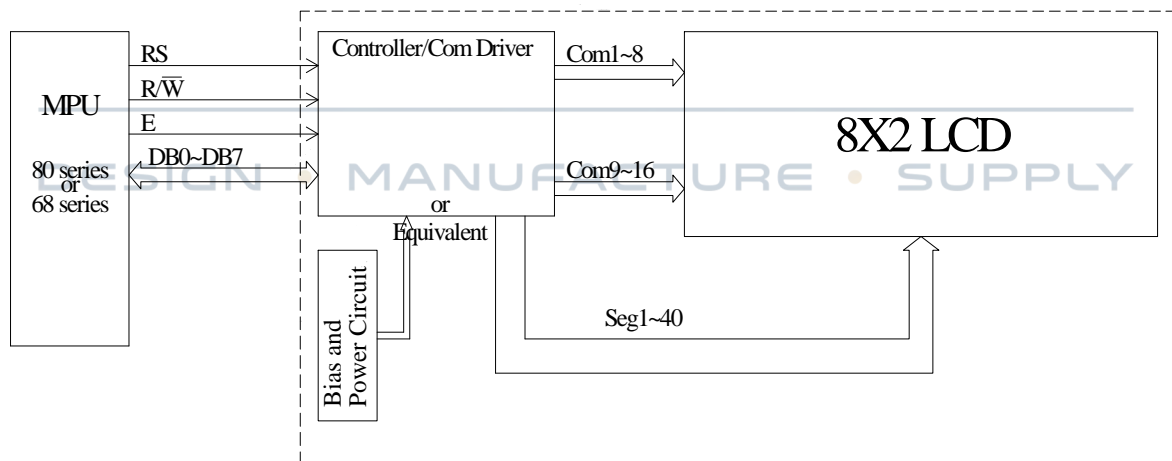 Controller/Com Driver
RS
Com1~8
R/W̅
MPU
8X2 LCD
E
DB0~DB7
80 series
or
68 series
Com9~16
DESIGN • MANUFACTURE • SUPPLY
or
Equivalent
Bias and
Power Circuit
Seg1~40